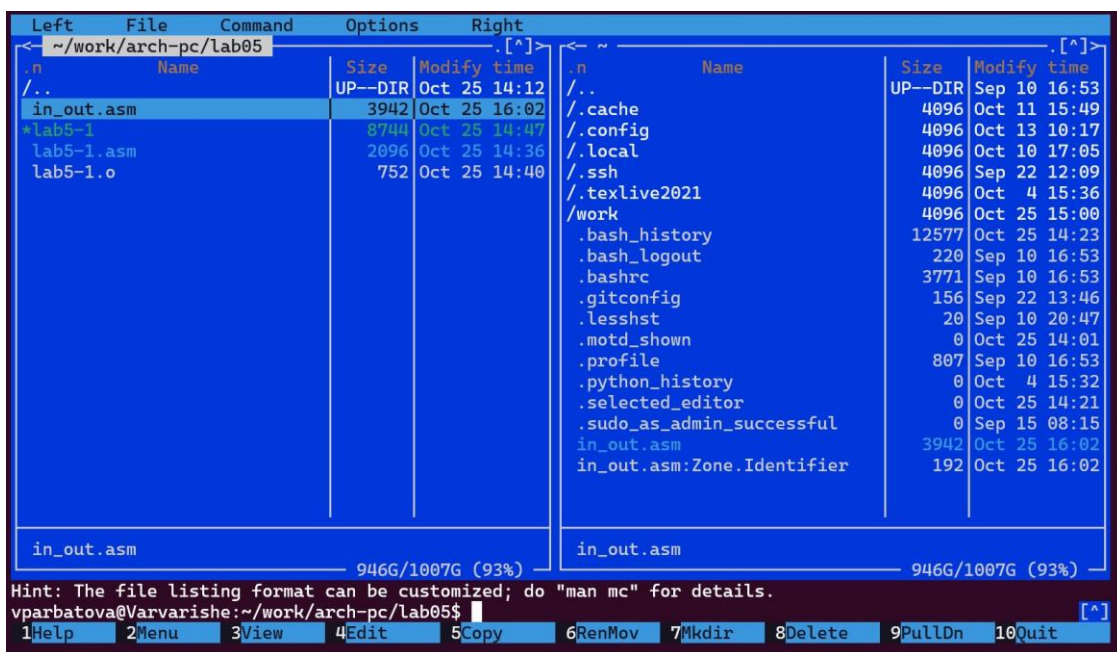 Left File Command Options Right
<─ ~/work/arch-pc/lab05 ─.[^]>
.n Name Size Modify time
/.. UP--DIR Oct 25 14:12
in_out.asm 3942 Oct 25 16:02
*lab5-1 8744 Oct 25 14:47
lab5-1.asm 2096 Oct 25 14:36
lab5-1.o 752 Oct 25 14:40
in_out.asm
946G/1007G (93%)
<─ ~ ─.[^]>
.n Name Size Modify time
/.. UP--DIR Sep 10 16:53
/.cache 4096 Oct 11 15:49
/.config 4096 Oct 13 10:17
/.local 4096 Oct 10 17:05
/.ssh 4096 Sep 22 12:09
/.texlive2021 4096 Oct 4 15:36
/work 4096 Oct 25 15:00
.bash_history 12577 Oct 25 14:23
.bash_logout 220 Sep 10 16:53
.bashrc 3771 Sep 10 16:53
.gitconfig 156 Sep 22 13:46
.lesshst 20 Sep 10 20:47
.motd_shown 0 Oct 25 14:01
.profile 807 Sep 10 16:53
.python_history 0 Oct 4 15:32
.selected_editor 0 Oct 25 14:21
.sudo_as_admin_successful 0 Sep 15 08:15
in_out.asm 3942 Oct 25 16:02
in_out.asm:Zone.Identifier 192 Oct 25 16:02
in_out.asm
946G/1007G (93%)
Hint: The file listing format can be customized; do "man mc" for details.
vparbatova@Varvarishe:~/work/arch-pc/lab05$ [^]
1Help 2Menu 3View 4Edit 5Copy 6RenMov 7Mkdir 8Delete 9PullDn 10Quit